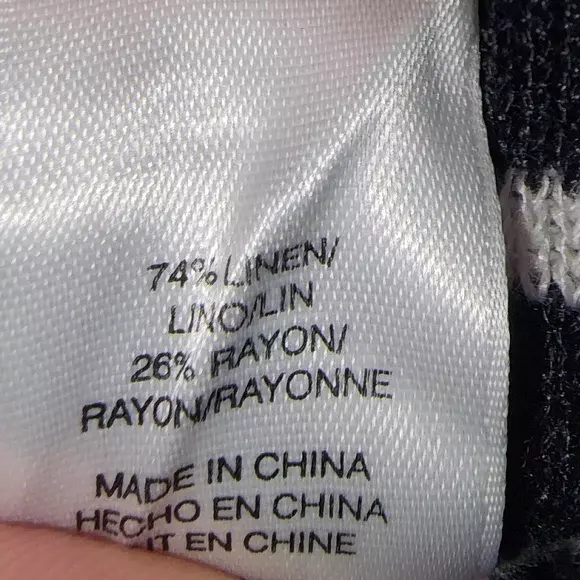 74% LINEN/
LINO/LIN
26% RAYON/
RAYON/RAYONNE
MADE IN CHINA
HECHO EN CHINA
EN CHINE